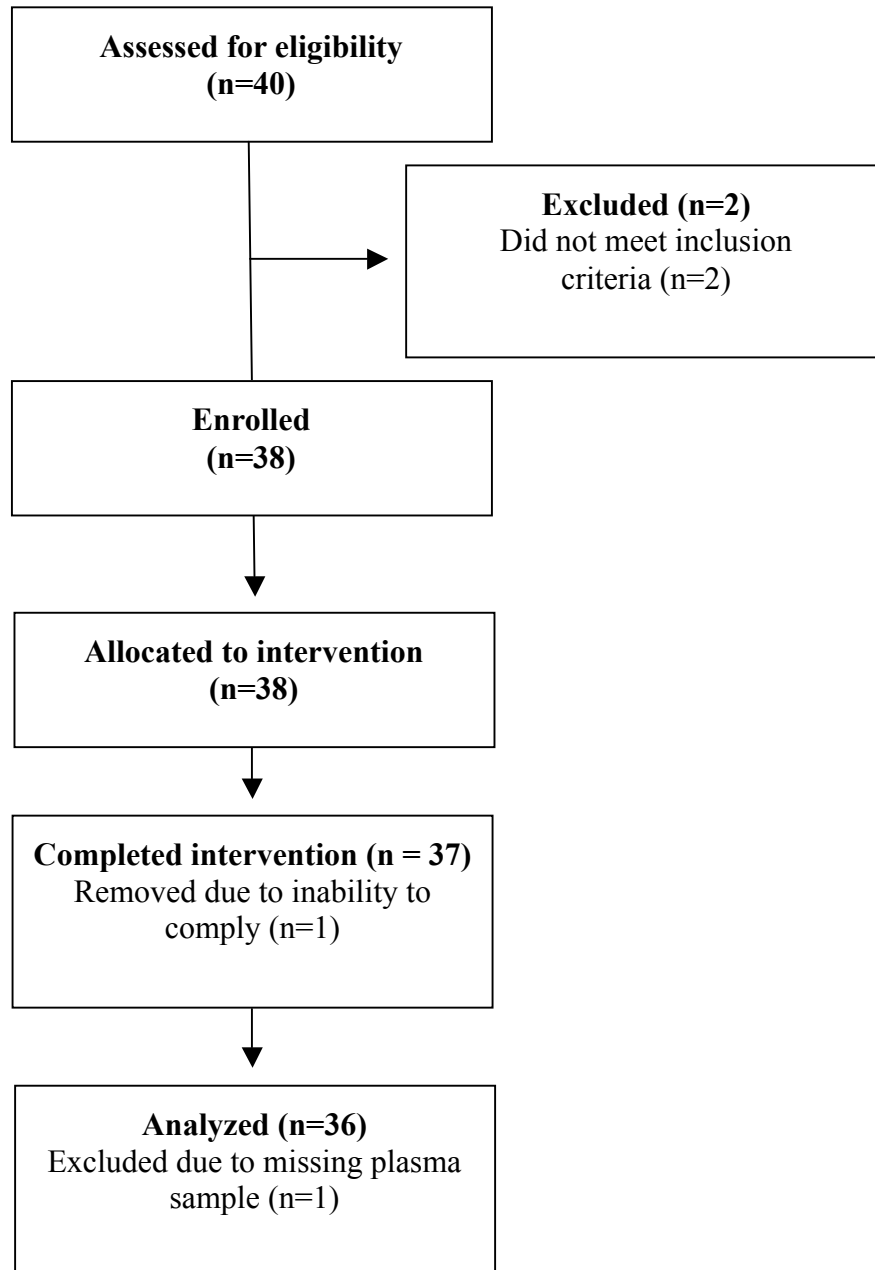 Assessed for eligibility
(n=40)
Excluded (n=2)
Did not meet inclusion
criteria (n=2)
Enrolled
(n=38)
Allocated to intervention
(n=38)
Completed intervention (n = 37)
Removed due to inability to
comply (n=1)
Analyzed (n=36)
Excluded due to missing plasma
sample (n=1)